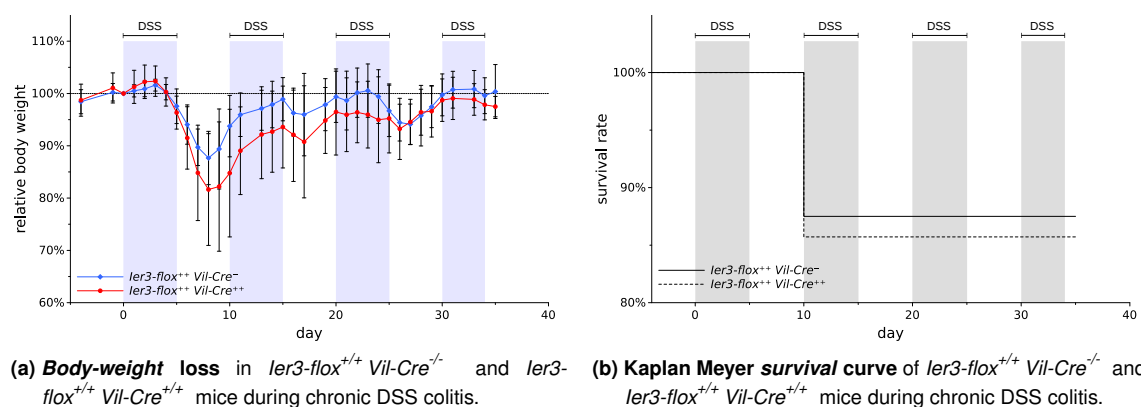 DSS DSS DSS DSS
110%
100%
90%
80%
70%
60%
relative body weight
Ier3-flox⁺⁺ Vil-Cre⁻
Ier3-flox⁺⁺ Vil-Cre⁺⁺
0 10 20 30 40
day
(a) Body-weight loss in Ier3-flox⁺/⁺ Vil-Cre⁻/⁻ and Ier3-
flox⁺/⁺ Vil-Cre⁺/⁺ mice during chronic DSS colitis.
DSS DSS DSS DSS
100%
90%
80%
survival rate
Ier3-flox⁺⁺ Vil-Cre⁻
Ier3-flox⁺⁺ Vil-Cre⁺⁺
0 10 20 30 40
day
(b) Kaplan Meyer survival curve of Ier3-flox⁺/⁺ Vil-Cre⁻/⁻ and
Ier3-flox⁺/⁺ Vil-Cre⁺/⁺ mice during chronic DSS colitis.